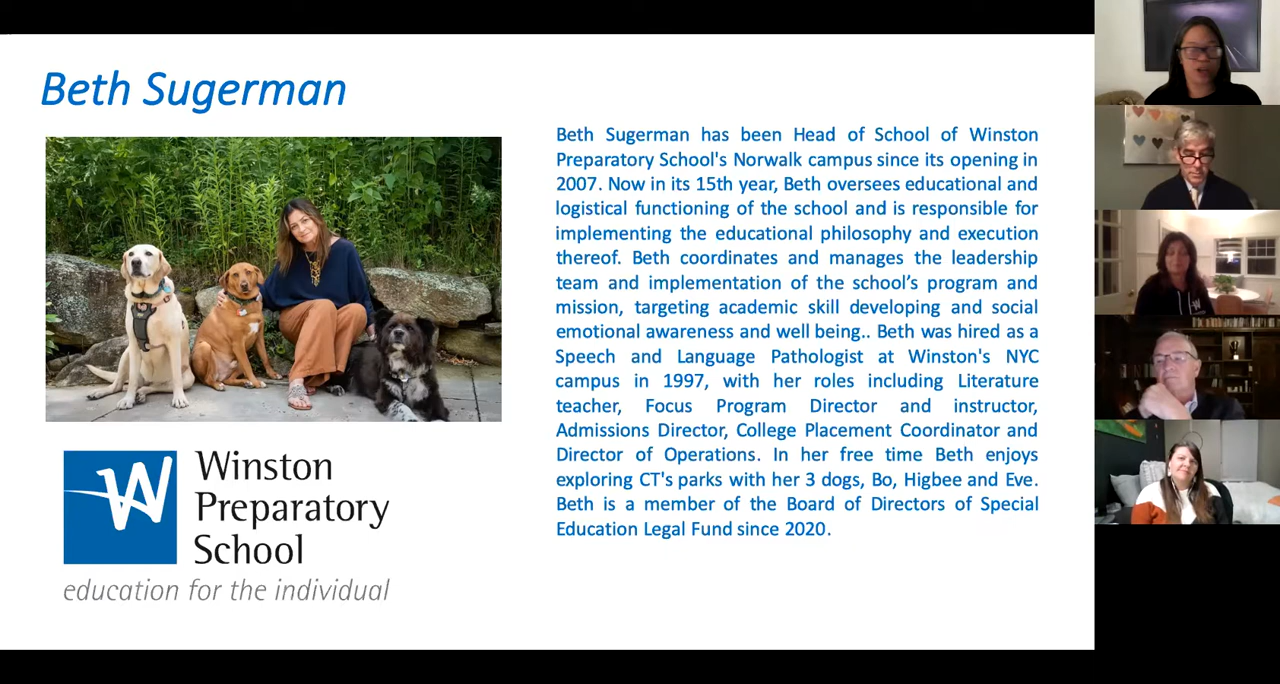 Beth Sugerman
Beth Sugerman has been Head of School of Winston
Preparatory School's Norwalk campus since its opening in
2007. Now in its 15th year, Beth oversees educational and
logistical functioning of the school and is responsible for
implementing the educational philosophy and execution
thereof. Beth coordinates and manages the leadership
team and implementation of the school’s program and
mission, targeting academic skill developing and social
emotional awareness and well being.. Beth was hired as a
Speech and Language Pathologist at Winston's NYC
campus in 1997, with her roles including Literature
teacher, Focus Program Director and instructor,
Admissions Director, College Placement Coordinator and
Director of Operations. In her free time Beth enjoys
exploring CT's parks with her 3 dogs, Bo, Higbee and Eve.
Beth is a member of the Board of Directors of Special
Education Legal Fund since 2020.
W
Winston
Preparatory
School
education for the individual